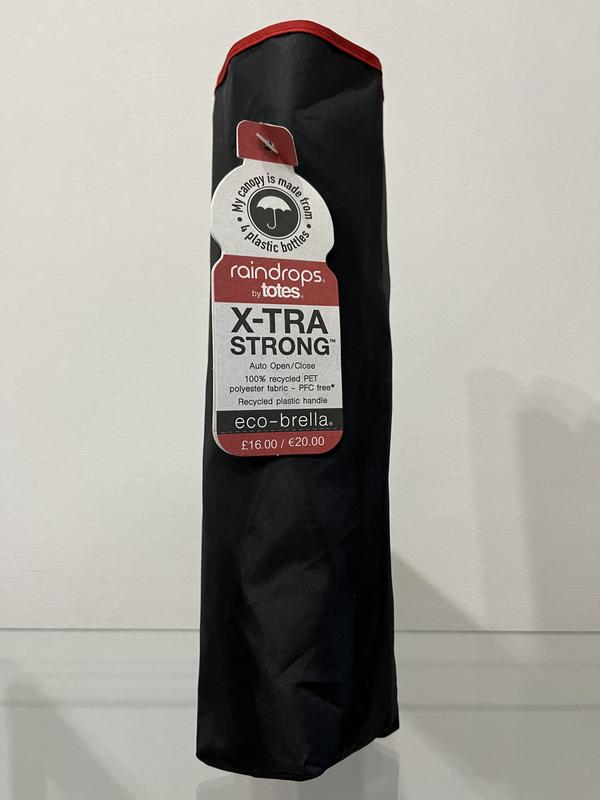 My canopy is made from
• 4 plastic bottles •
raindrops®
by totes®
X-TRA
STRONG™
Auto Open/Close
100% recycled PET
polyester fabric - PFC free*
Recycled plastic handle
eco-brella®
£16.00 / €20.00